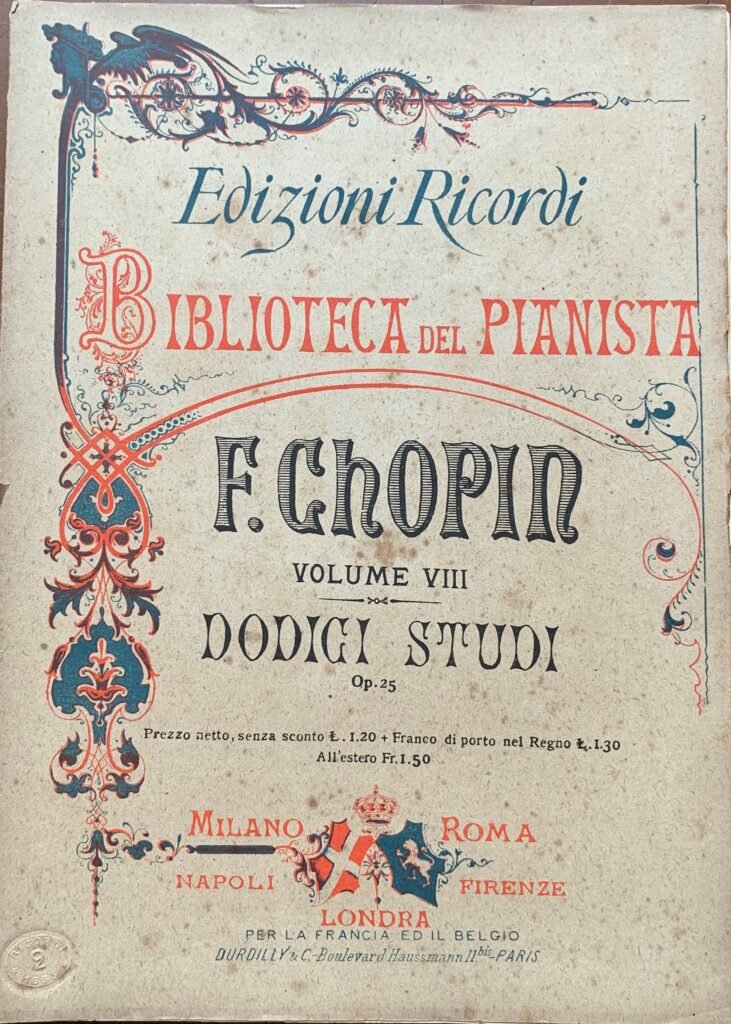 Edizioni Ricordi
BIBLIOTECA DEL PIANISTA
F. CHOPIN
VOLUME VIII
DODICI STUDI
Op. 25
Prezzo netto, senza sconto Ł. 1.20 + Franco di porto nel Regno Ł. 1.30
All'estero Fr. 1.50
MILANO ROMA
NAPOLI FIRENZE
LONDRA
PER LA FRANCIA ED IL BELGIO
DURDILLY & C.- Boulevard Haussmann 11bis- PARIS
2